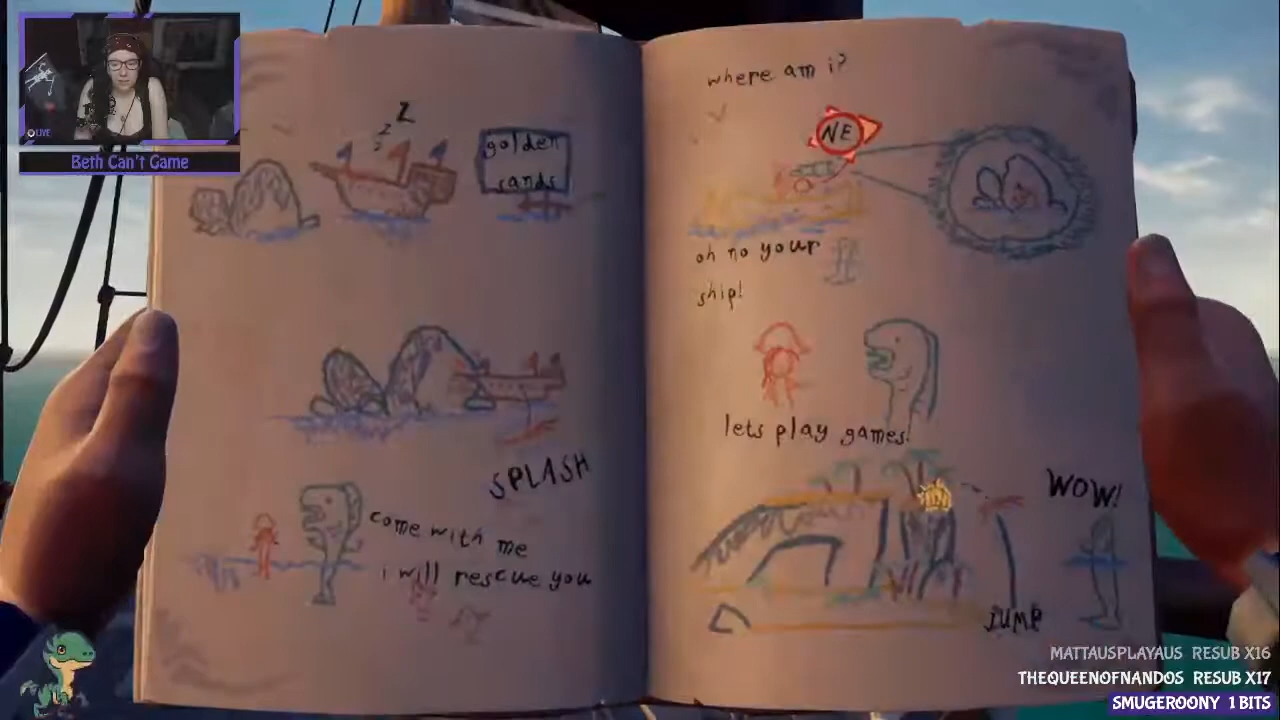 LIVE
Beth Can't Game
z
z
Z
golden
sands
SPLASH
come with me
i will rescue you
where am i?
NE
oh no your
ship!
lets play games!
WOW!
JUMP
MATTAUSPLAYAUS RESUB X16
THEQUEENOFNANDOS RESUB X17
SMUGEROONY 1 BITS